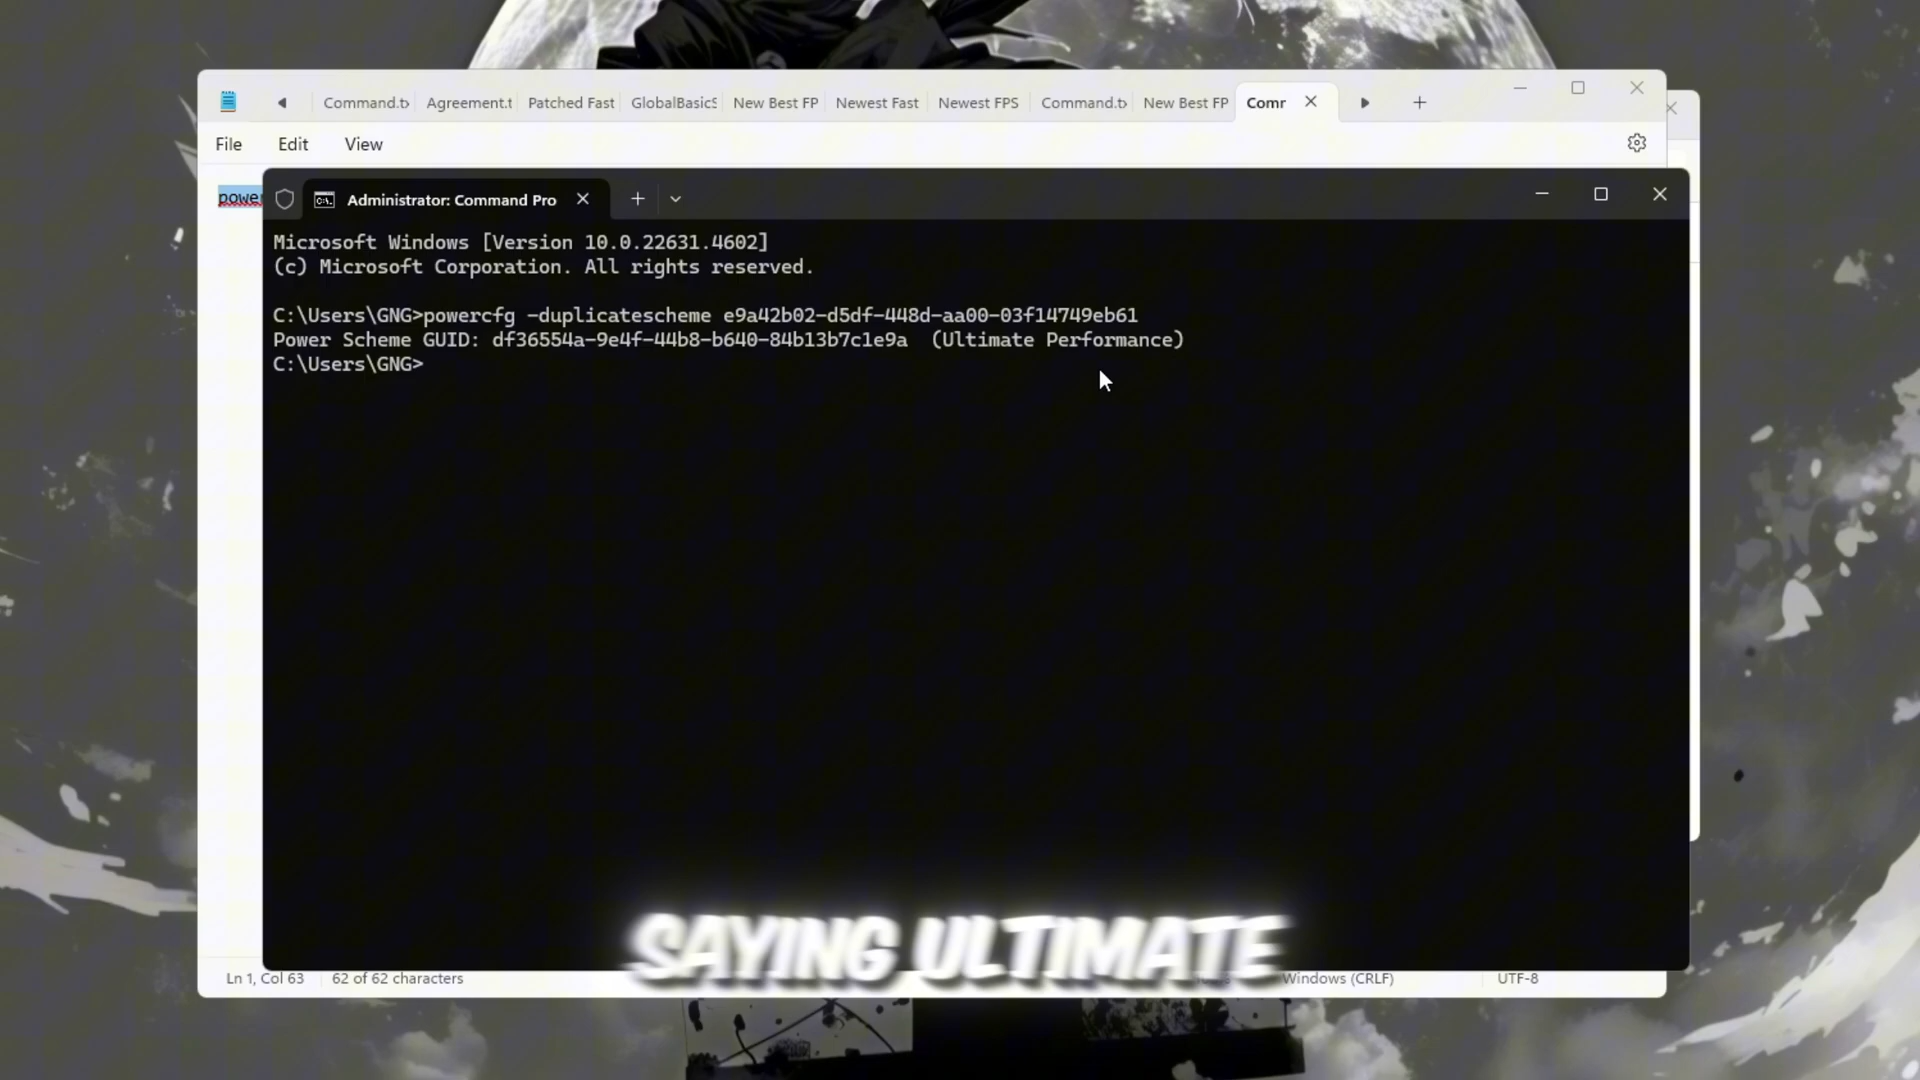 Command.tx Agreement.t Patched Fast GlobalBasicS New Best FP Newest Fast Newest FPS Command.tx New Best FP Comr
File Edit View
power
Administrator: Command Pro
Microsoft Windows [Version 10.0.22631.4602]
(c) Microsoft Corporation. All rights reserved.
C:\Users\GNG>powercfg -duplicatescheme e9a42b02-d5df-448d-aa00-03f14749eb61
Power Scheme GUID: df36554a-9e4f-44b8-b640-84b13b7c1e9a  (Ultimate Performance)
C:\Users\GNG>
SAYING ULTIMATE
Ln 1, Col 63 62 of 62 characters Windows (CRLF) UTF-8